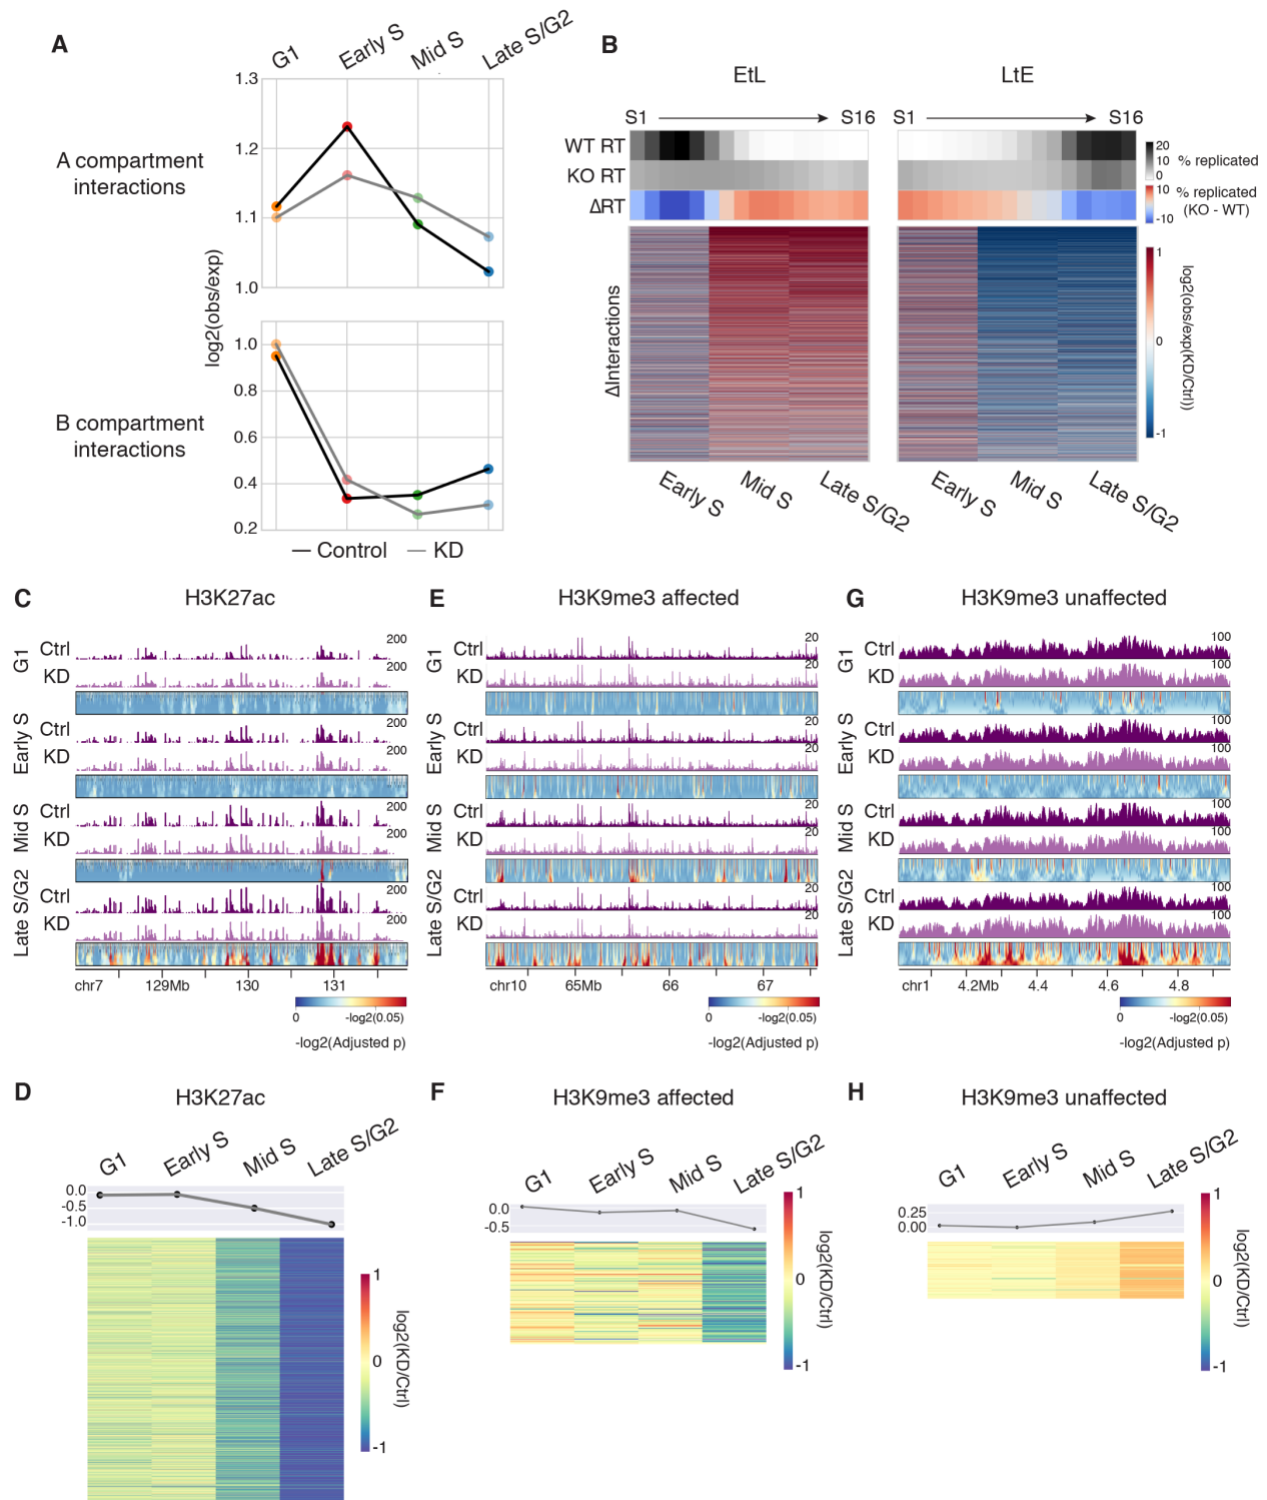 A
G1
Early S
Mid S
Late S/G2
1.3
1.2
1.1
1.0
A compartment
interactions
log2(obs/exp)
1.0
0.8
0.6
0.4
0.2
B compartment
interactions
Control
KD
B
EtL
LtE
S1
S16
S1
S16
WT RT
KO RT
ΔRT
20
10
0
% replicated
10
-10
% replicated
(KO - WT)
ΔInteractions
1
0
-1
log2(obs/exp(KD/Ctrl))
Early S
Mid S
Late S/G2
Early S
Mid S
Late S/G2
C
H3K27ac
G1
Ctrl
200
KD
200
Early S
Ctrl
200
KD
200
Mid S
Ctrl
200
KD
200
Late S/G2
Ctrl
200
KD
200
chr7
129Mb
130
131
0
-log2(0.05)
-log2(Adjusted p)
E
H3K9me3 affected
G1
Ctrl
20
KD
20
Early S
Ctrl
20
KD
20
Mid S
Ctrl
20
KD
20
Late S/G2
Ctrl
20
KD
20
chr10
65Mb
66
67
0
-log2(0.05)
-log2(Adjusted p)
G
H3K9me3 unaffected
G1
Ctrl
100
KD
100
Early S
Ctrl
100
KD
100
Mid S
Ctrl
100
KD
100
Late S/G2
Ctrl
100
KD
100
chr1
4.2Mb
4.4
4.6
4.8
0
-log2(0.05)
-log2(Adjusted p)
D
H3K27ac
G1
Early S
Mid S
Late S/G2
0.0
-0.5
-1.0
1
0
-1
log2(KD/Ctrl)
F
H3K9me3 affected
G1
Early S
Mid S
Late S/G2
0.0
-0.5
1
0
-1
log2(KD/Ctrl)
H
H3K9me3 unaffected
G1
Early S
Mid S
Late S/G2
0.25
0.00
1
0
-1
log2(KD/Ctrl)